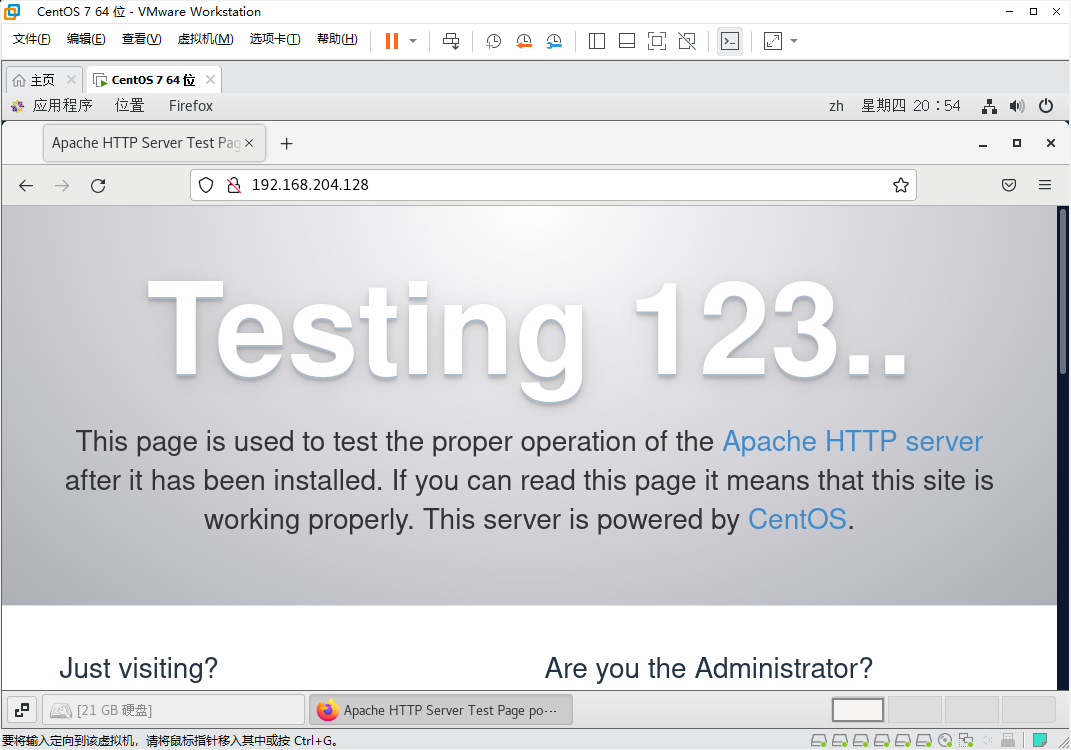 CentOS 7 64 位 - VMware Workstation
文件(F) 编辑(E) 查看(V) 虚拟机(M) 选项卡(T) 帮助(H)
主页 CentOS 7 64 位
应用程序 位置 Firefox zh 星期四 20：54
Apache HTTP Server Test Pag
192.168.204.128
Testing 123..
This page is used to test the proper operation of the Apache HTTP server
after it has been installed. If you can read this page it means that this site is
working properly. This server is powered by CentOS.
Just visiting? Are you the Administrator?
[21 GB 硬盘] Apache HTTP Server Test Page po···
要将输入定向到该虚拟机，请将鼠标指针移入其中或按 Ctrl+G。